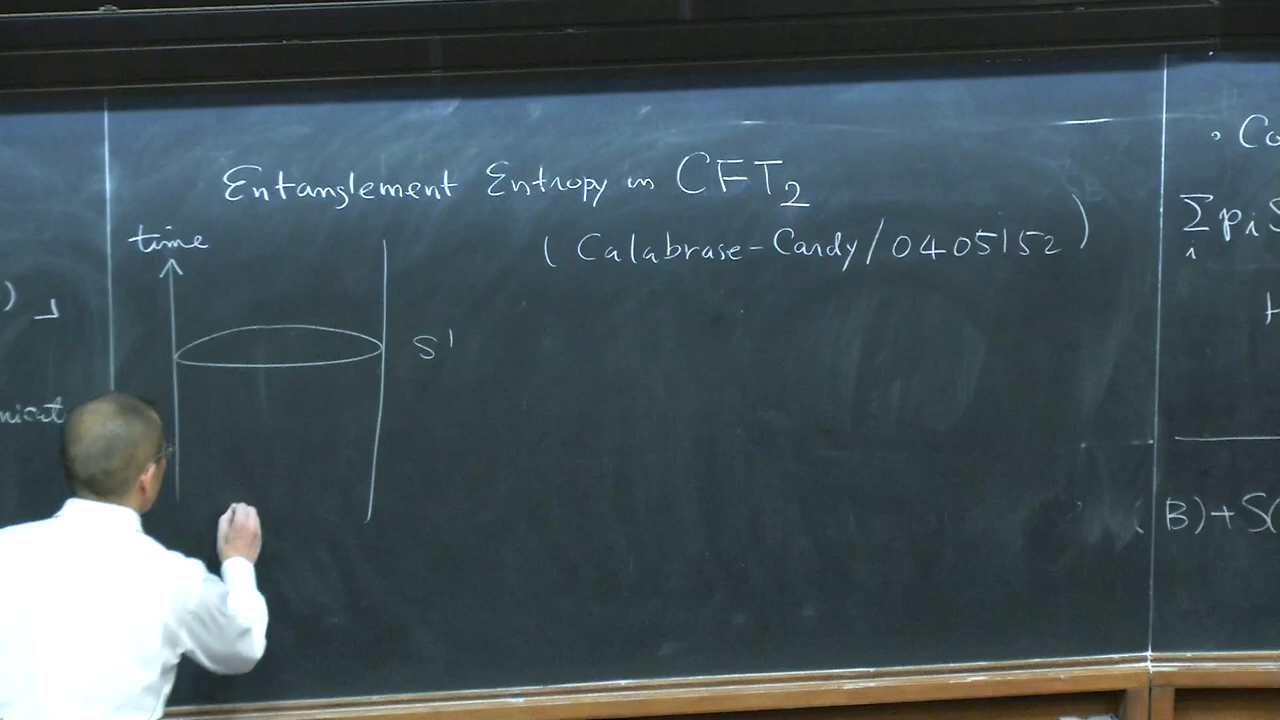 Entanglement Entropy in CFT₂
(Calabrase-Cardy/0405152)
time
S¹
) ⌟
∘ Co
∑ᵢ pᵢ S
H
(B)+S(